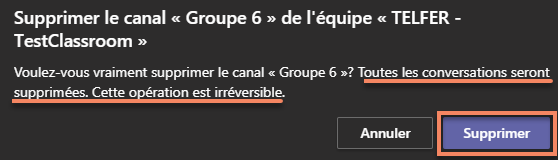 Supprimer le canal « Groupe 6 » de l'équipe « TELFER -
TestClassroom »
Voulez-vous vraiment supprimer le canal « Groupe 6 »? Toutes les conversations seront
supprimées. Cette opération est irréversible.
Annuler
Supprimer